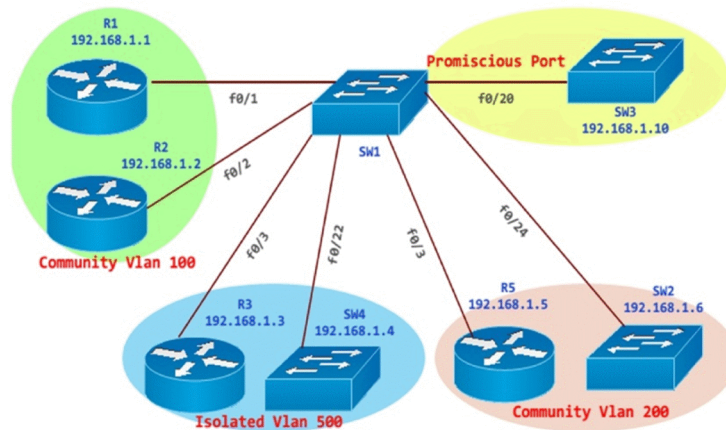 R1
192.168.1.1
Promiscious Port
f0/1
f0/20
SW3
192.168.1.10
R2
192.168.1.2
SW1
f0/2
Community Vlan 100
f0/3
f0/22
f0/3
f0/24
R3
192.168.1.3
SW4
192.168.1.4
R5
192.168.1.5
SW2
192.168.1.6
Isolated Vlan 500
Community Vlan 200